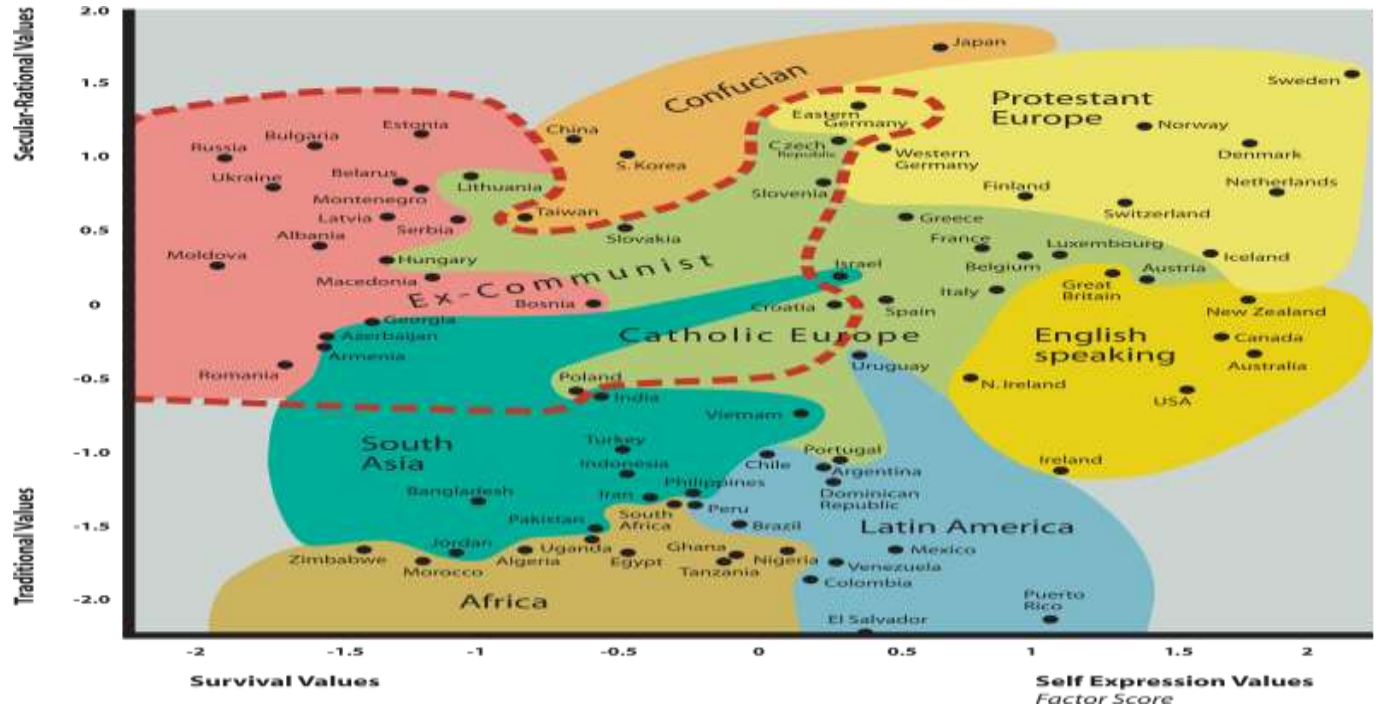 Secular-Rational Values
Traditional Values
2.0
1.5
1.0
0.5
0
-0.5
-1.0
-1.5
-2.0
Japan
Confucian
Sweden
Protestant
Europe
Eastern
Germany
Norway
China
Estonia
Bulgaria
Russia
S. Korea
Czech
Republic
Western
Germany
Denmark
Ukraine
Belarus
Lithuania
Slovenia
Finland
Netherlands
Montenegro
Latvia
Serbia
Taiwan
Switzerland
Greece
Albania
Slovakia
France
Luxembourg
Moldova
Hungary
Israel
Belgium
Iceland
Austria
Macedonia
Ex-Communist
Great
Britain
Bosnia
Croatia
Spain
Italy
New Zealand
Georgia
Azerbaijan
Armenia
Catholic Europe
English
speaking
Canada
Australia
Romania
Poland
India
Uruguay
N. Ireland
USA
Vietnam
South
Asia
Turkey
Indonesia
Chile
Portugal
Argentina
Ireland
Bangladesh
Iran
Philippines
Dominican
Republic
Pakistan
South
Africa
Peru
Brazil
Latin America
Zimbabwe
Jordan
Morocco
Algeria
Uganda
Egypt
Ghana
Tanzania
Nigeria
Mexico
Venezuela
Colombia
Africa
El Salvador
Puerto
Rico
-2
-1.5
-1
-0.5
0
0.5
1
1.5
2
Survival Values
Self Expression Values
Factor Score